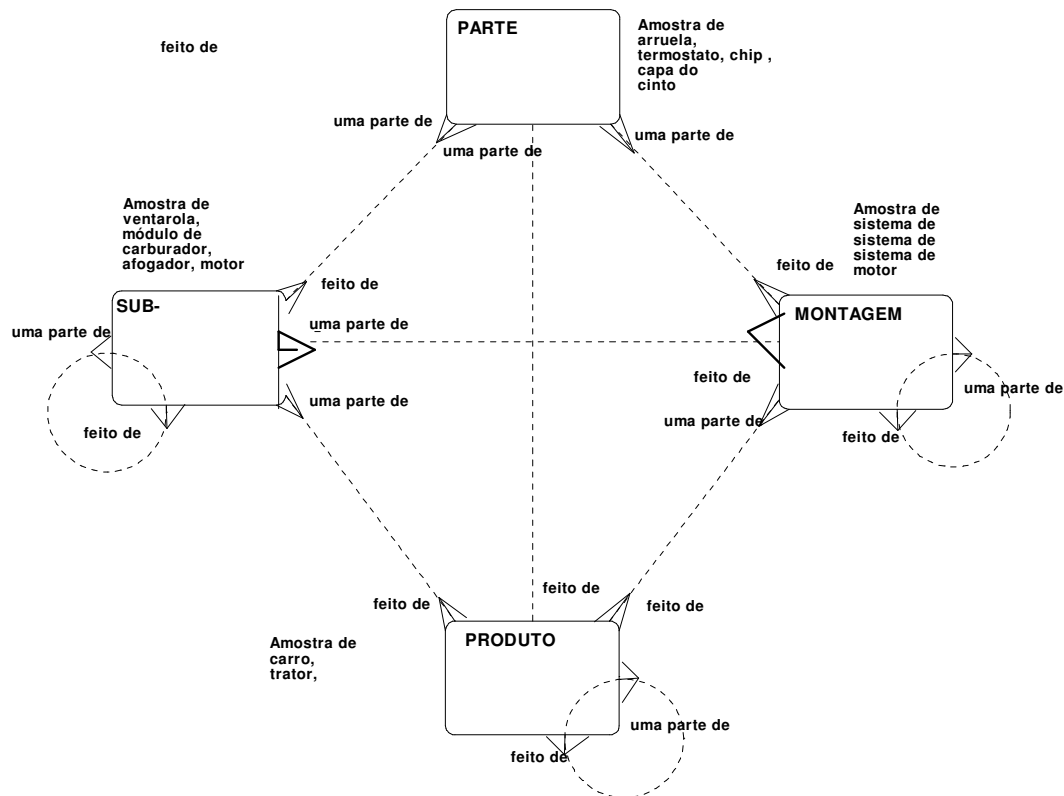 PARTE
Amostra de
arruela,
termostato, chip ,
capa do
cinto
feito de
uma parte de
uma parte de
uma parte de
Amostra de
ventarola,
módulo de
carburador,
afogador, motor
Amostra de
sistema de
sistema de
sistema de
motor
feito de
feito de
SUB-
MONTAGEM
uma parte de
uma parte de
feito de
uma parte de
uma parte de
uma parte de
feito de
feito de
feito de
feito de
feito de
Amostra de
carro,
trator,
PRODUTO
uma parte de
feito de